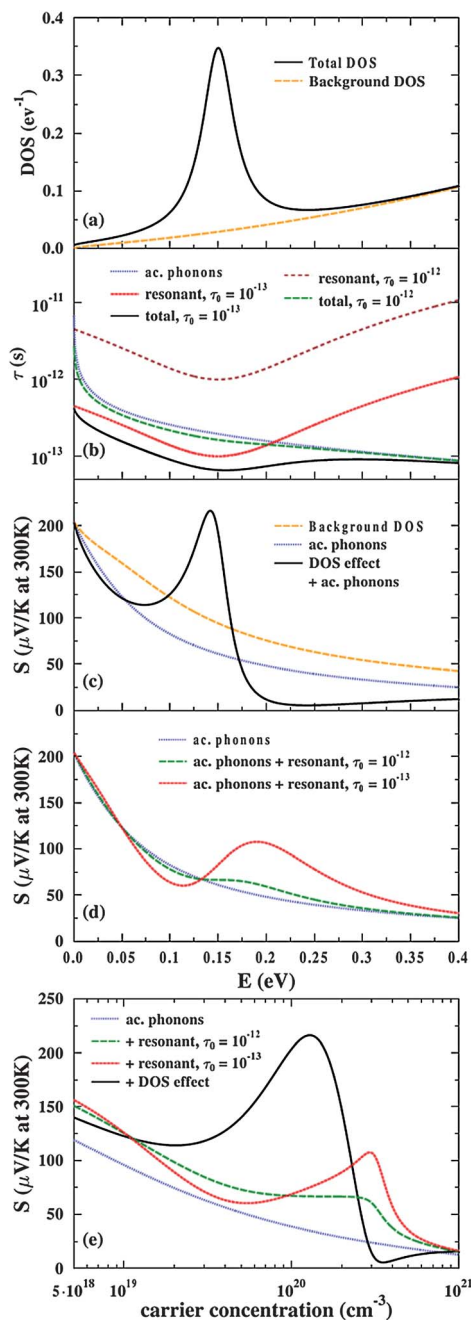 0.4
0.3
0.2
0.1
0.0
DOS (ev⁻¹)
Total DOS
Background DOS
(a)
10⁻¹¹
10⁻¹²
10⁻¹³
τ (s)
ac. phonons
resonant, τ₀ = 10⁻¹³
total, τ₀ = 10⁻¹³
resonant, τ₀ = 10⁻¹²
total, τ₀ = 10⁻¹²
(b)
200
150
100
50
0
S (μV/K at 300K)
Background DOS
ac. phonons
DOS effect
+ ac. phonons
(c)
200
150
100
50
0
S (μV/K at 300K)
ac. phonons
ac. phonons + resonant, τ₀ = 10⁻¹²
ac. phonons + resonant, τ₀ = 10⁻¹³
(d)
0 0.05 0.1 0.15 0.2 0.25 0.3 0.35 0.4
E (eV)
250
200
150
100
50
0
S (μV/K at 300K)
ac. phonons
+ resonant, τ₀ = 10⁻¹²
+ resonant, τ₀ = 10⁻¹³
+ DOS effect
(e)
5·10¹⁸ 10¹⁹ 10²⁰ 10²¹
carrier concentration (cm⁻³)